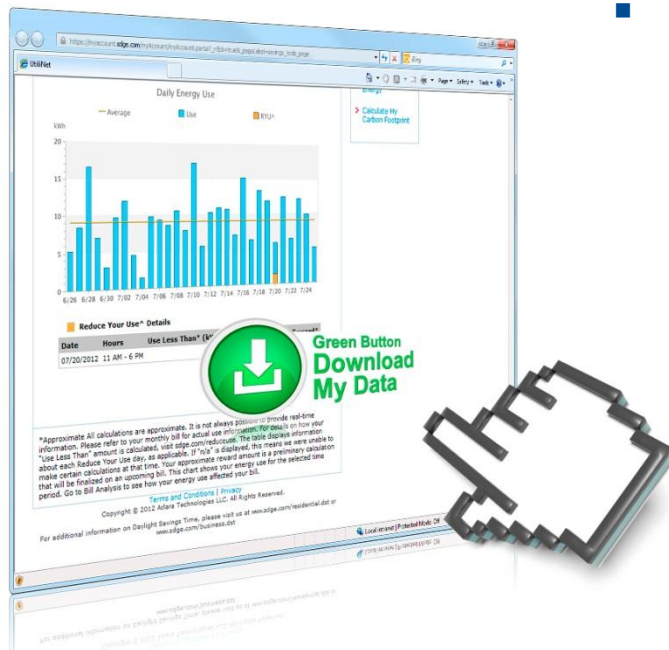 https://myaccount.sdge.com/
Bing
UtiliNet
Page Safety Tools
Energy
Calculate My
Carbon Footprint
Daily Energy Use
Average Use RYU^
kWh
20
15
10
5
0
6/26 6/28 6/30 7/02 7/04 7/06 7/08 7/10 7/12 7/14 7/16 7/18 7/20 7/22 7/24
Reduce Your Use^ Details
Date Hours Use Less Than^
07/20/2012 11 AM - 6 PM
Green Button
Download
My Data
*Approximate All calculations are approximate. It is not always possible to provide real-time
information. Please refer to your monthly bill for actual use information. For details on how your
"Use Less Than" amount is calculated, visit sdge.com/reduceuse. The table displays information
about each Reduce Your Use day, as applicable. If "n/a" is displayed, this means we were unable to
make certain calculations at that time. Your approximate reward amount is a preliminary calculation
that will be finalized on an upcoming bill. This chart shows your energy use for the selected time
period. Go to Bill Analysis to see how your energy use affected your bill.
Terms and Conditions | Privacy
Copyright © 2012 Adara Technologies LLC. All Rights Reserved.
For additional information on Daylight Savings Time, please visit us at www.sdge.com/residential.dst or
www.sdge.com/business.dst
Local intranet | Protected Mode: Off